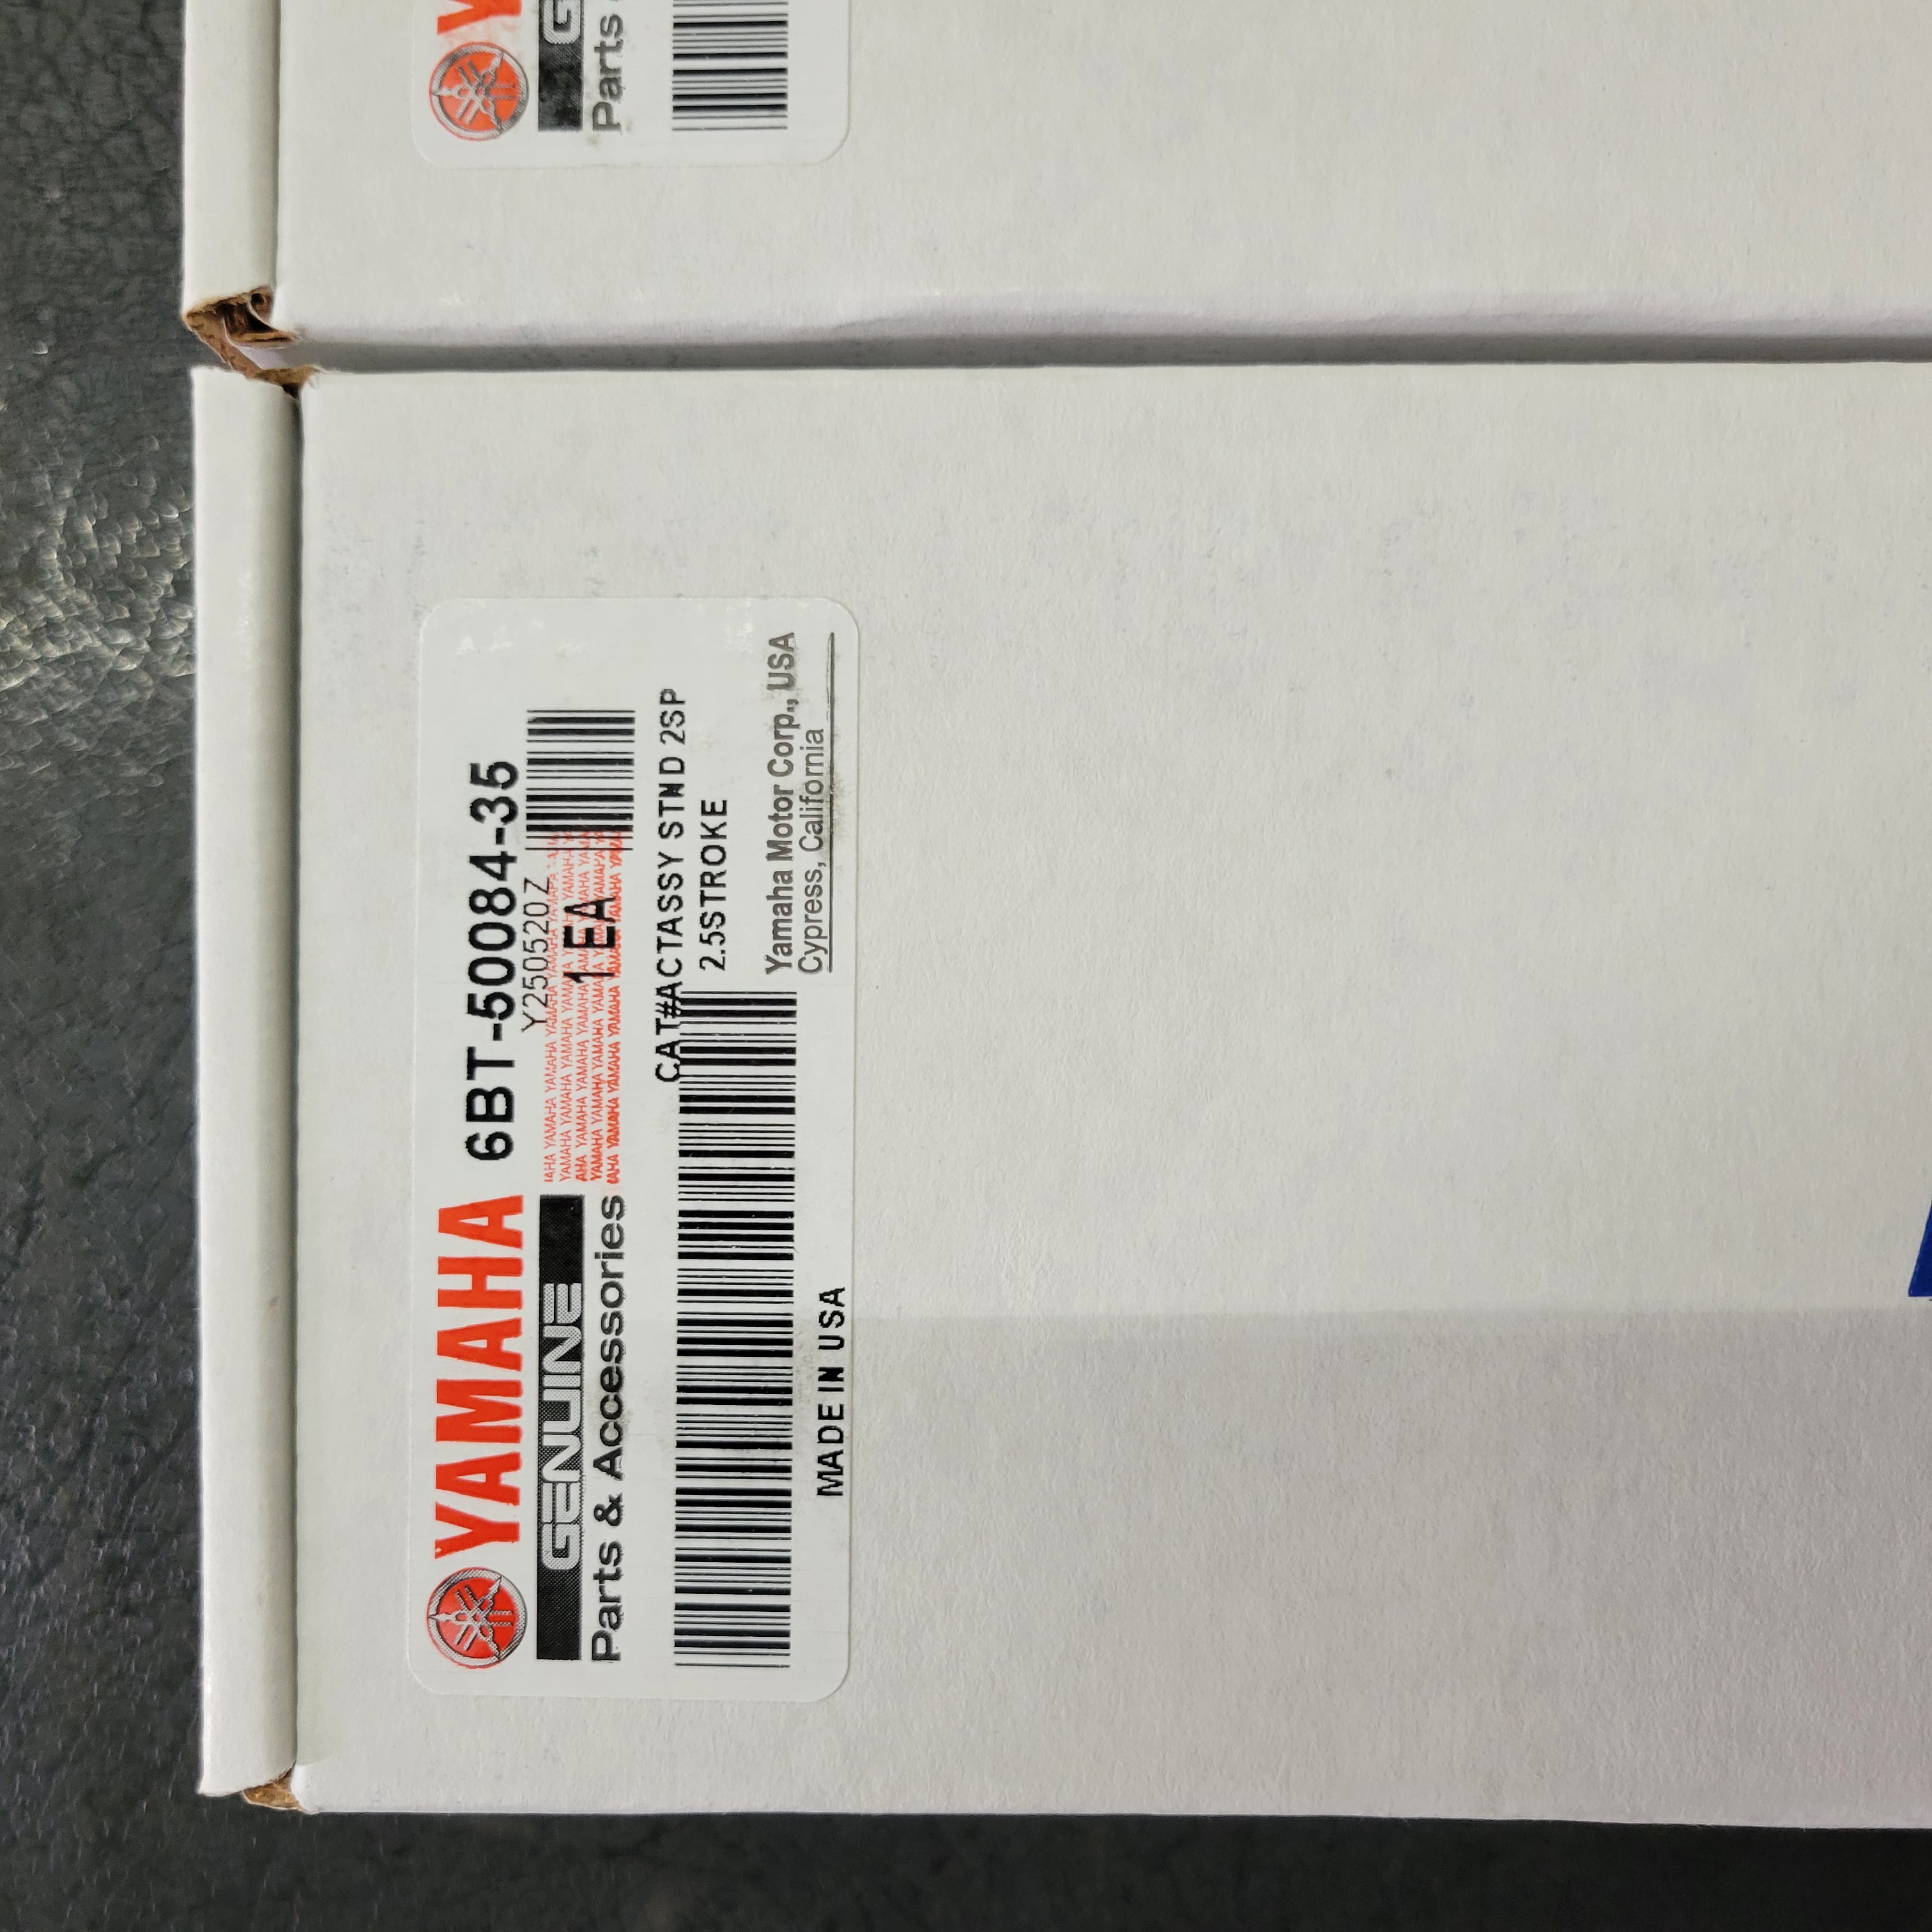 YAMAHA 6BT-50084-35
Y250520Z
GENUINE
1 EA
Parts & Accessories
CAT#ACTASSY STND 2SP
2.5STROKE
Yamaha Motor Corp., USA
Cypress, California
MADE IN USA
Parts